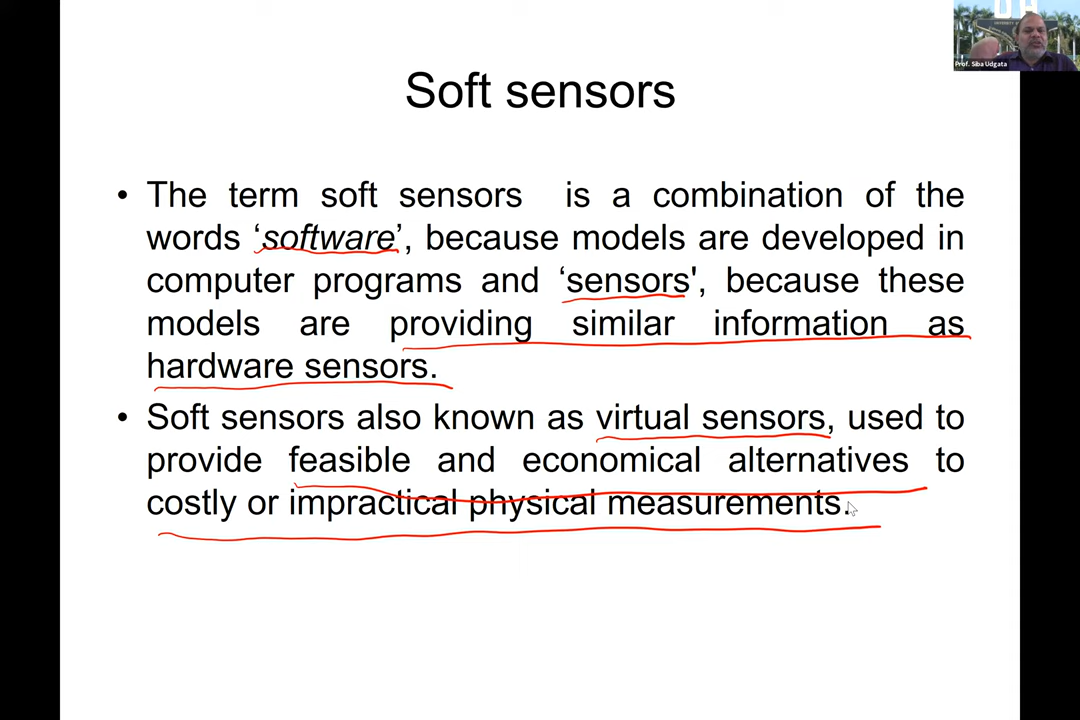 Prof. Siba Udgata
Soft sensors
• The term soft sensors is a combination of the
words ‘software’, because models are developed in
computer programs and ‘sensors', because these
models are providing similar information as
hardware sensors.
• Soft sensors also known as virtual sensors, used to
provide feasible and economical alternatives to
costly or impractical physical measurements.